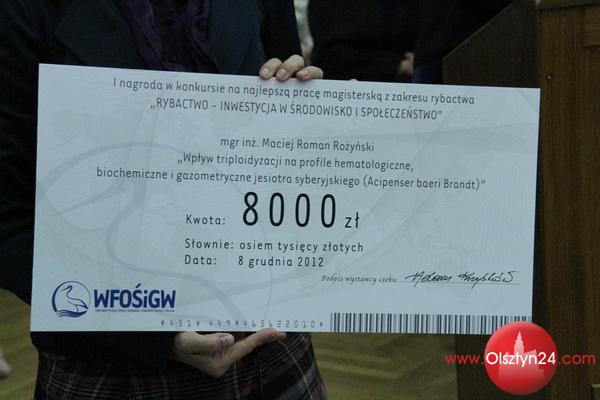 I nagroda w konkursie na najlepszą pracę magisterską z zakresu rybactwa
„RYBACTWO - INWESTYCJA W ŚRODOWISKO I SPOŁECZEŃSTWO"
mgr inż. Maciej Roman Rożyński
„Wpływ triploidyzacji na profile hematologiczne,
biochemiczne i gazometryczne jesiotra syberyjskiego (Acipenser baeri Brandt)"
Kwota: 8000 zł
Słownie: osiem tysięcy złotych
Data: 8 grudnia 2012
Podpis wystawcy czeku:
WFOŚiGW
www.Olsztyn24.com